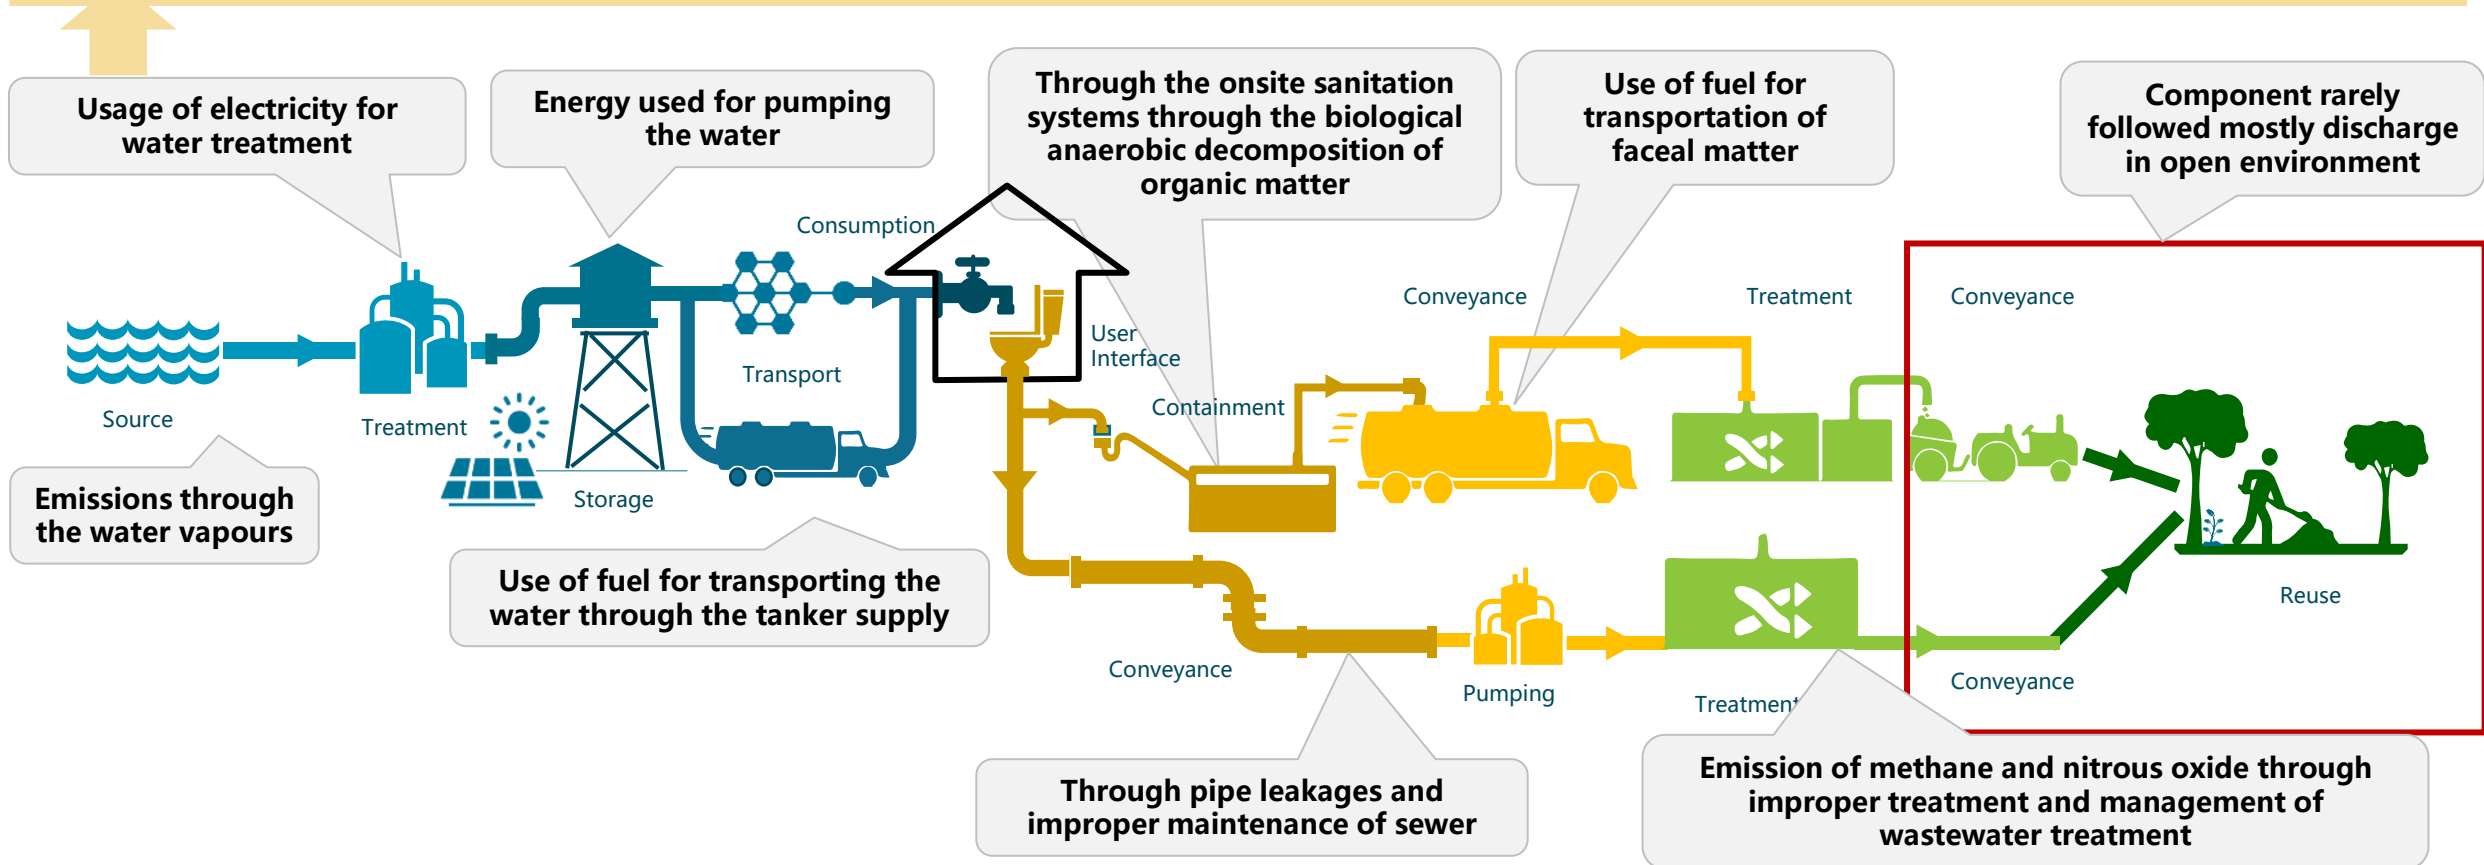 Usage of electricity for
water treatment
Energy used for pumping
the water
Through the onsite sanitation
systems through the biological
anaerobic decomposition of
organic matter
Use of fuel for
transportation of
faceal matter
Component rarely
followed mostly discharge
in open environment
Consumption
Conveyance
Treatment
Conveyance
User
Interface
Transport
Containment
Source
Treatment
Storage
Emissions through
the water vapours
Use of fuel for transporting the
water through the tanker supply
Reuse
Conveyance
Pumping
Treatment
Conveyance
Through pipe leakages and
improper maintenance of sewer
Emission of methane and nitrous oxide through
improper treatment and management of
wastewater treatment